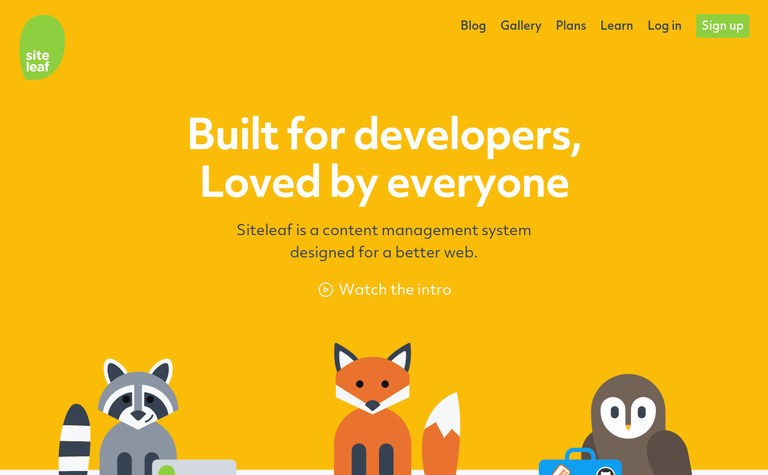 site
leaf
Blog Gallery Plans Learn Log in Sign up
Built for developers,
Loved by everyone
Siteleaf is a content management system
designed for a better web.
Watch the intro